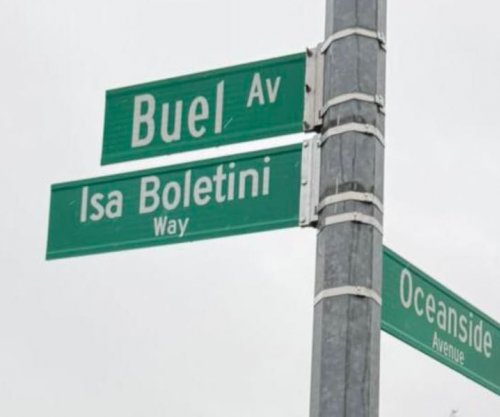 Buel Av
Isa Boletini
Way
Oceanside
Avenue